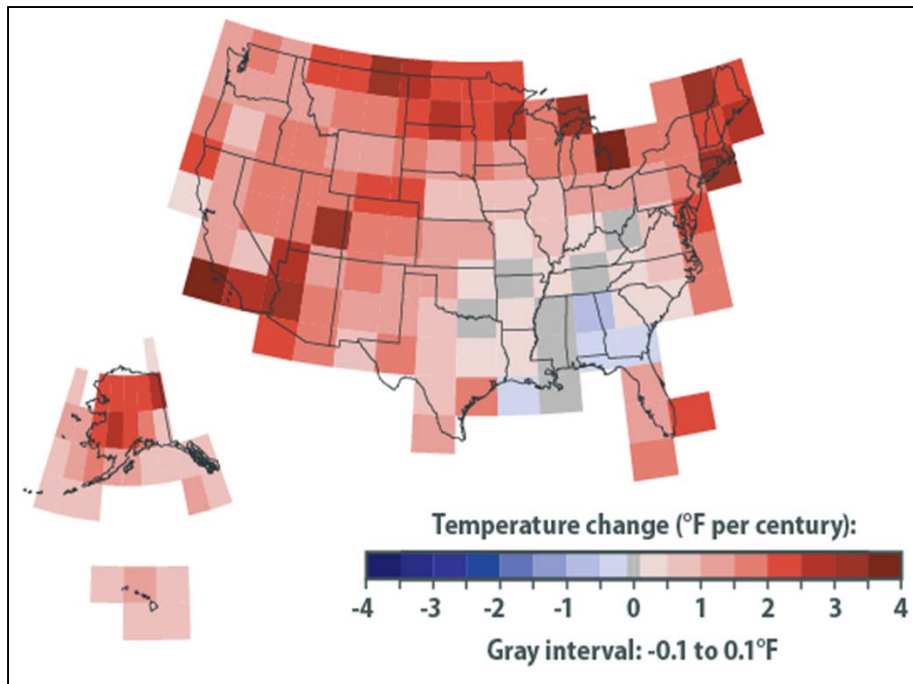 Temperature change (°F per century):
-4 -3 -2 -1 0 1 2 3 4
Gray interval: -0.1 to 0.1°F